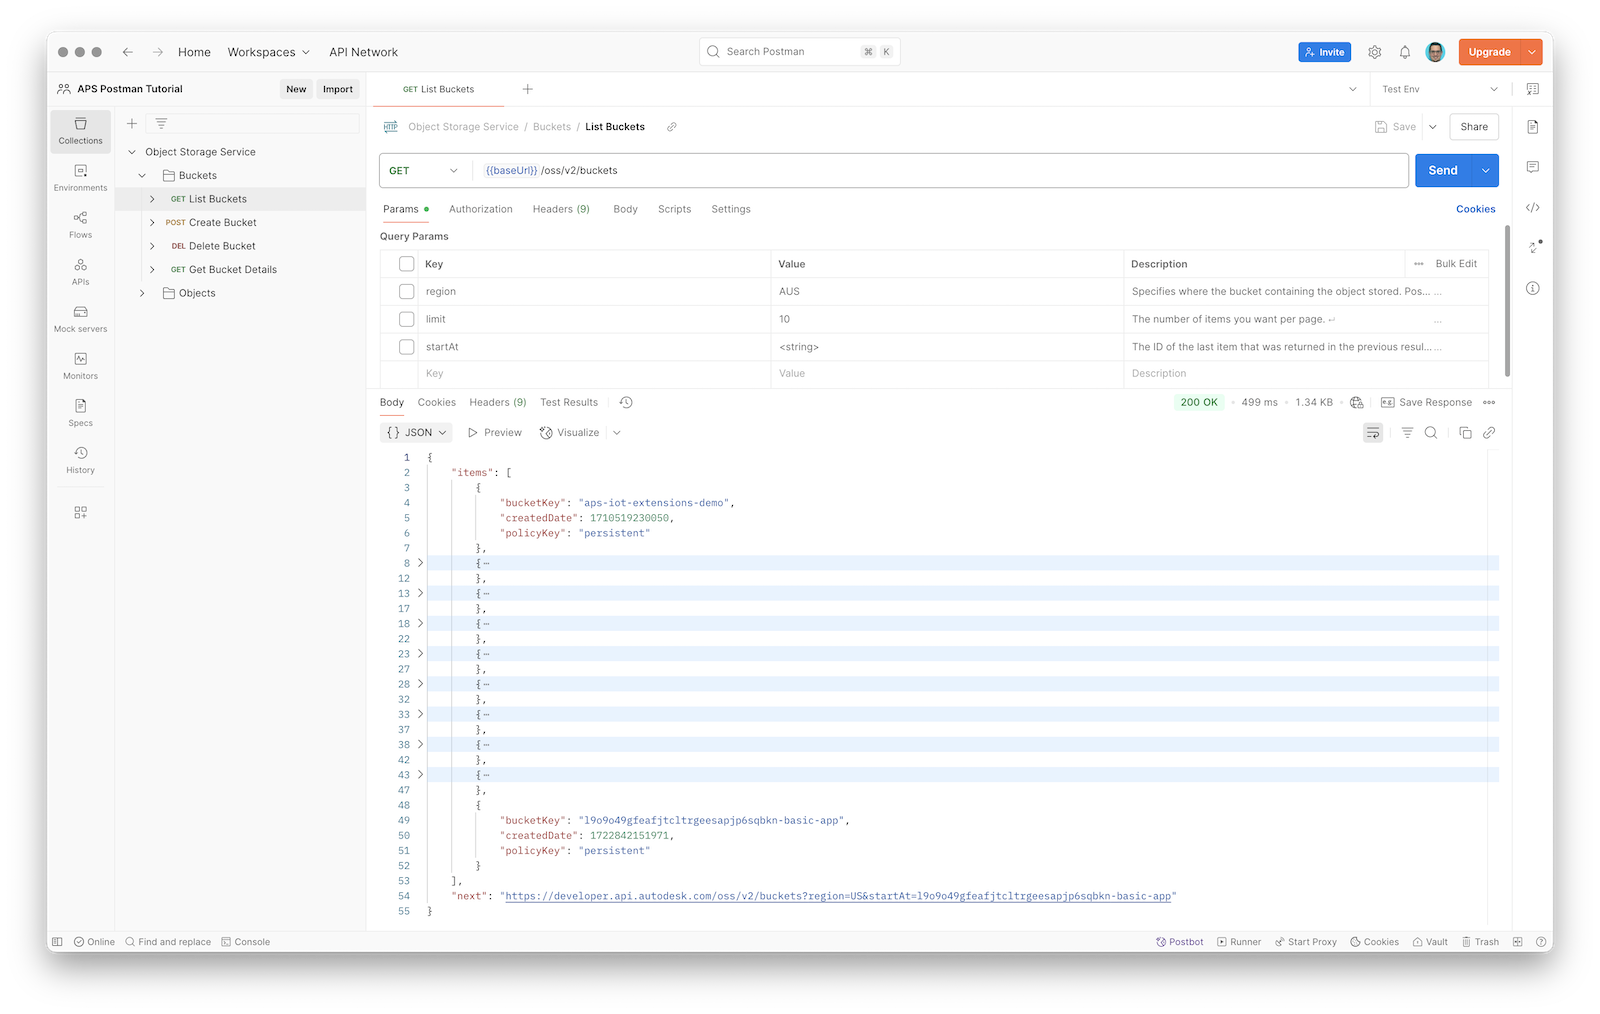 Home Workspaces API Network Search Postman ⌘ K Invite Upgrade
APS Postman Tutorial New Import GET List Buckets Test Env
Collections
Environments
Flows
APIs
Mock servers
Monitors
Specs
History
Object Storage Service
Buckets
GET List Buckets
POST Create Bucket
DEL Delete Bucket
GET Get Bucket Details
Objects
HTTP Object Storage Service / Buckets / List Buckets Save Share
GET {{baseUrl}} /oss/v2/buckets Send
Params Authorization Headers (9) Body Scripts Settings Cookies
Query Params
Key Value Description Bulk Edit
region AUS Specifies where the bucket containing the object stored. Pos... ...
limit 10 The number of items you want per page. ↩ ...
startAt <string> The ID of the last item that was returned in the previous resul... ...
Key Value Description
Body Cookies Headers (9) Test Results 200 OK 499 ms 1.34 KB e.g. Save Response
{} JSON Preview Visualize
1 {
2 "items": [
3 {
4 "bucketKey": "aps-iot-extensions-demo",
5 "createdDate": 1710519230050,
6 "policyKey": "persistent"
7 },
8 {⋯
12 },
13 {⋯
17 },
18 {⋯
22 },
23 {⋯
27 },
28 {⋯
32 },
33 {⋯
37 },
38 {⋯
42 },
43 {⋯
47 },
48 {
49 "bucketKey": "l9o9o49gfeafjtcltrgeesapjp6sqbkn-basic-app",
50 "createdDate": 1722842151971,
51 "policyKey": "persistent"
52 }
53 ],
54 "next": "https://developer.api.autodesk.com/oss/v2/buckets?region=US&startAt=l9o9o49gfeafjtcltrgeesapjp6sqbkn-basic-app"
55 }
Online Find and replace Console Postbot Runner Start Proxy Cookies Vault Trash